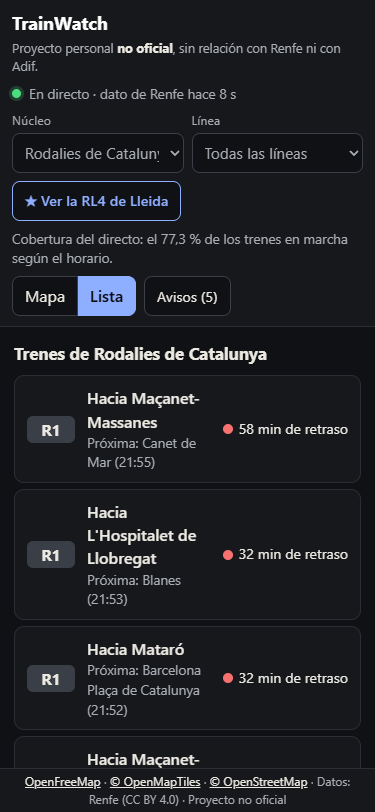 TrainWatch
Proyecto personal no oficial, sin relación con Renfe ni con
Adif.
En directo · dato de Renfe hace 8 s
Núcleo
Línea
Rodalies de Cataluny
Todas las líneas
★ Ver la RL4 de Lleida
Cobertura del directo: el 77,3 % de los trenes en marcha
según el horario.
Mapa
Lista
Avisos (5)
Trenes de Rodalies de Catalunya
R1
Hacia Maçanet-
Massanes
Próxima: Canet de
Mar (21:55)
58 min de retraso
R1
Hacia
L'Hospitalet de
Llobregat
Próxima: Blanes
(21:53)
32 min de retraso
R1
Hacia Mataró
Próxima: Barcelona
Plaça de Catalunya
(21:52)
32 min de retraso
Hacia Maçanet-
OpenFreeMap · © OpenMapTiles · © OpenStreetMap · Datos:
Renfe (CC BY 4.0) · Proyecto no oficial